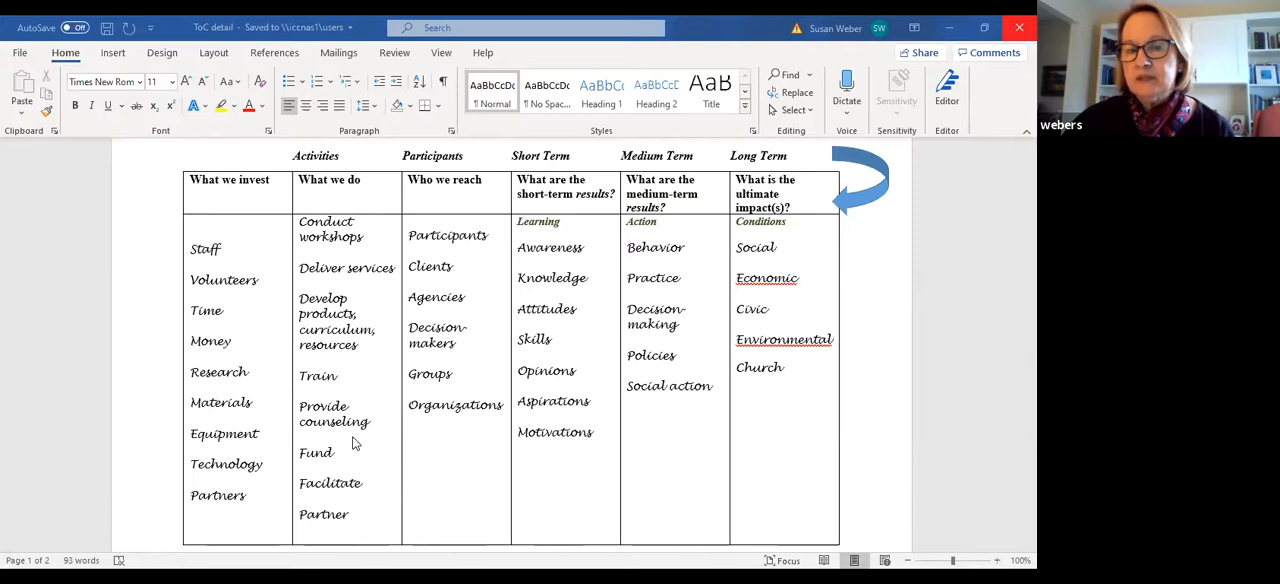 AutoSave Off
ToC detail - Saved to \\iccnas1\users
Search
Susan Weber SW
File Home Insert Design Layout References Mailings Review View Help
Share Comments
Paste
Times New Rom 11
Aa
AaBbCcDc AaBbCcDc AaBbCc AaBbCcD AaB
¶ Normal ¶ No Spac... Heading 1 Heading 2 Title
Find
Replace
Select
Dictate Sensitivity Editor
Clipboard Font Paragraph Styles Editing Voice Sensitivity Editor
webers
Activities Participants Short Term Medium Term Long Term
What we invest
What we do
Who we reach
What are the
short-term results?
What are the
medium-term
results?
What is the
ultimate
impact(s)?
Staff
Volunteers
Time
Money
Research
Materials
Equipment
Technology
Partners
Conduct
workshops
Deliver services
Develop
products,
curriculum,
resources
Train
Provide
counseling
Fund
Facilitate
Partner
Participants
Clients
Agencies
Decision-
makers
Groups
Organizations
Learning
Awareness
Knowledge
Attitudes
Skills
Opinions
Aspirations
Motivations
Action
Behavior
Practice
Decision-
making
Policies
Social action
Conditions
Social
Economic
Civic
Environmental
Church
Page 1 of 2 93 words
Focus
100%